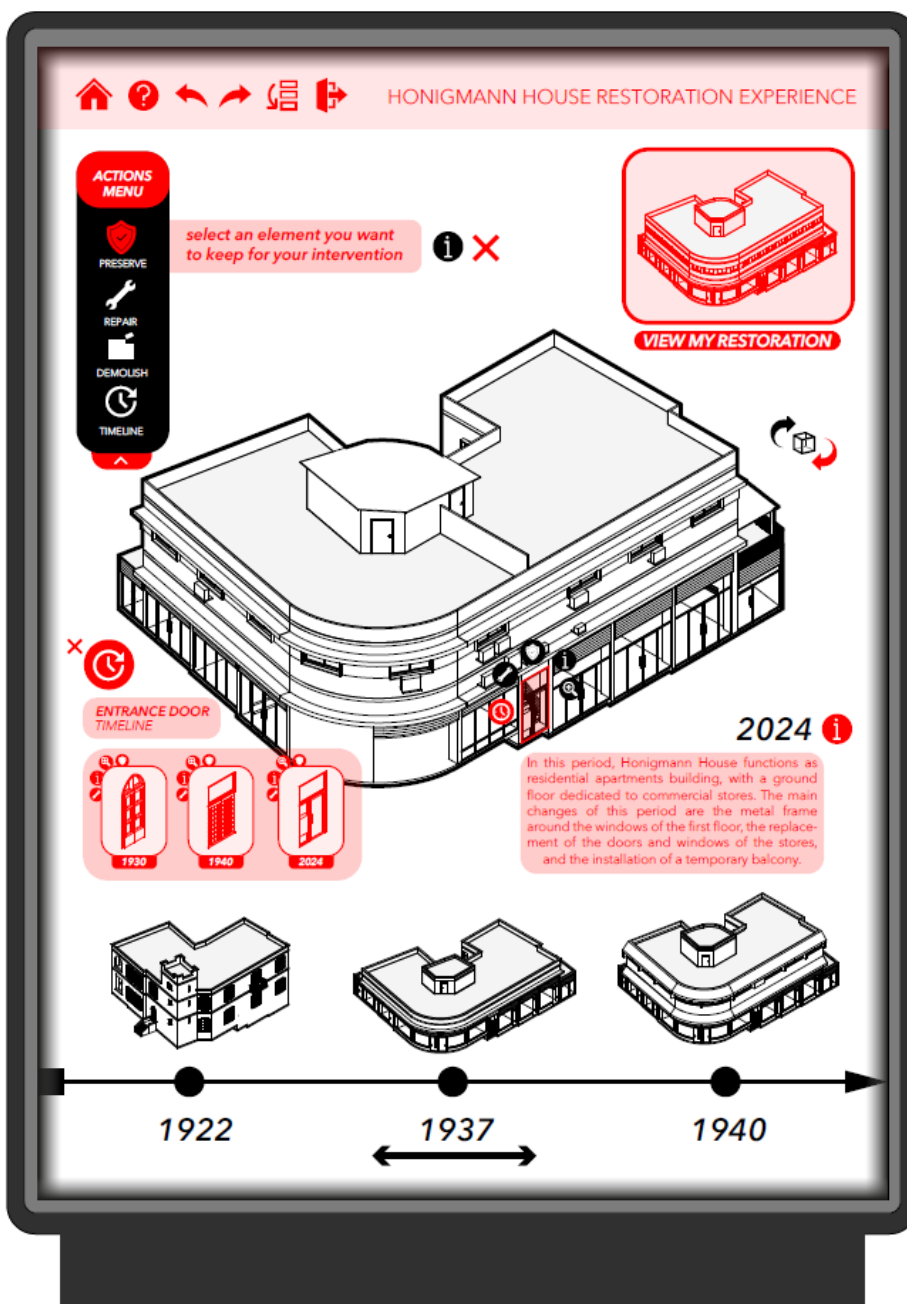 HONIGMANN HOUSE RESTORATION EXPERIENCE
ACTIONS
MENU
PRESERVE
REPAIR
DEMOLISH
TIMELINE
select an element you want
to keep for your intervention
i
VIEW MY RESTORATION
i
ENTRANCE DOOR
TIMELINE
i
1930
i
1940
i
2024
2024 i
In this period, Honigmann House functions as
residential apartments building, with a ground
floor dedicated to commercial stores. The main
changes of this period are the metal frame
around the windows of the first floor, the replace-
ment of the doors and windows of the stores,
and the installation of a temporary balcony.
1922
1937
1940